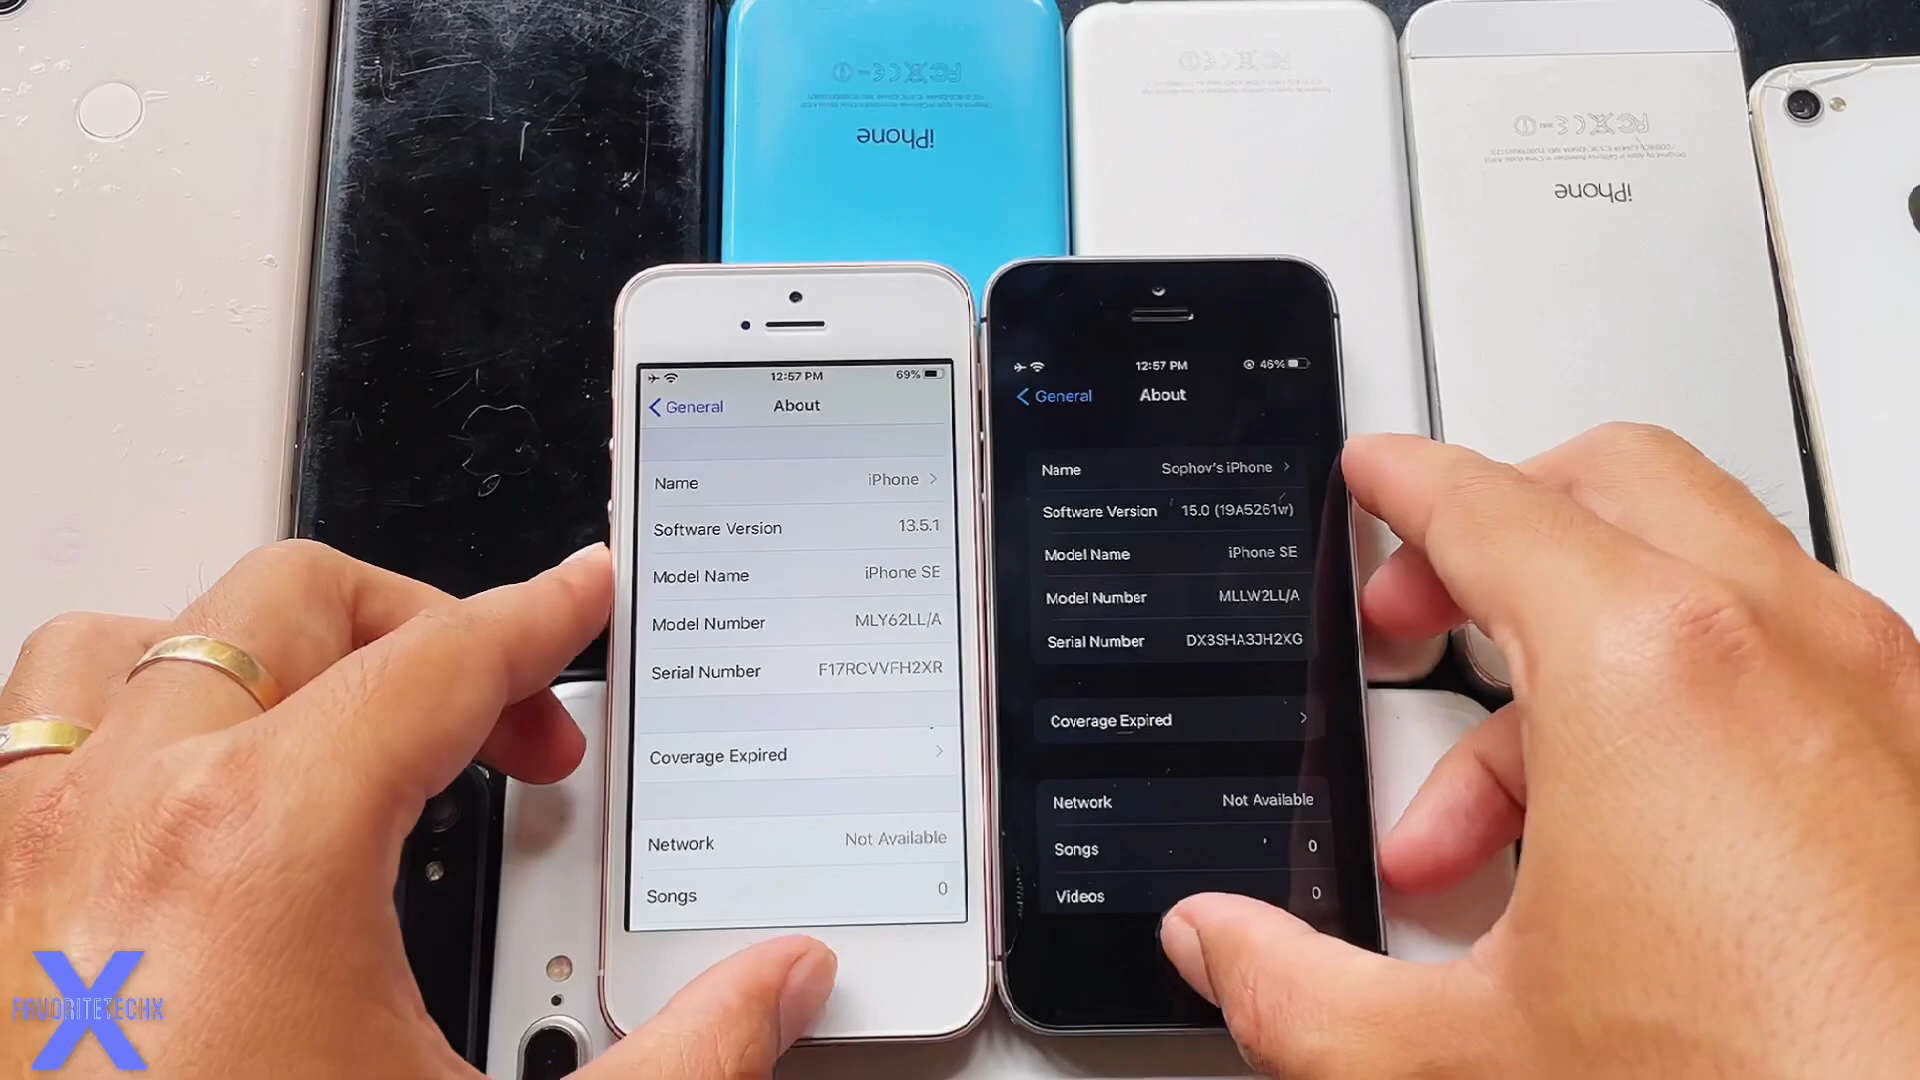 iPhone
iPhone
12:57 PM
69%
General
About
Name
iPhone
Software Version
13.5.1
Model Name
iPhone SE
Model Number
MLY62LL/A
Serial Number
F17RCVVFH2XR
Coverage Expired
Network
Not Available
Songs
0
12:57 PM
46%
General
About
Name
Sophov's iPhone
Software Version
15.0 (19A5261w)
Model Name
iPhone SE
Model Number
MLLW2LL/A
Serial Number
DX3SHA3JH2XG
Coverage Expired
Network
Not Available
Songs
0
Videos
0
X
FAVORITETECHX